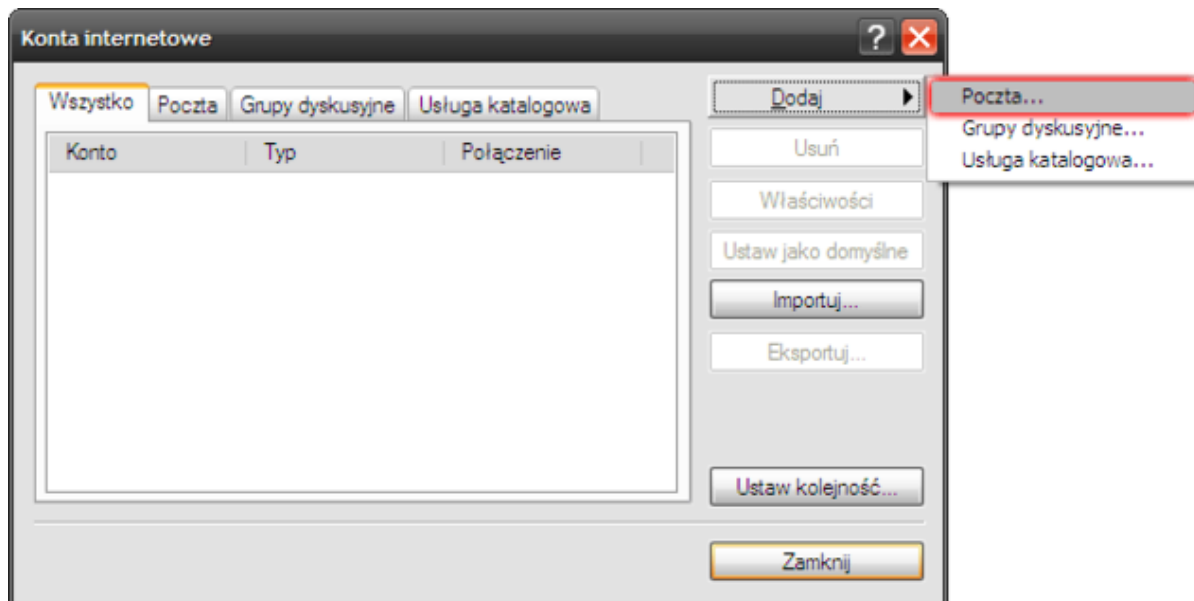 Konta internetowe
?
Wszystko Poczta Grupy dyskusyjne Usługa katalogowa
Konto Typ Połączenie
Dodaj
Usuń
Właściwości
Ustaw jako domyślne
Importuj...
Eksportuj...
Ustaw kolejność...
Zamknij
Poczta...
Grupy dyskusyjne...
Usługa katalogowa...